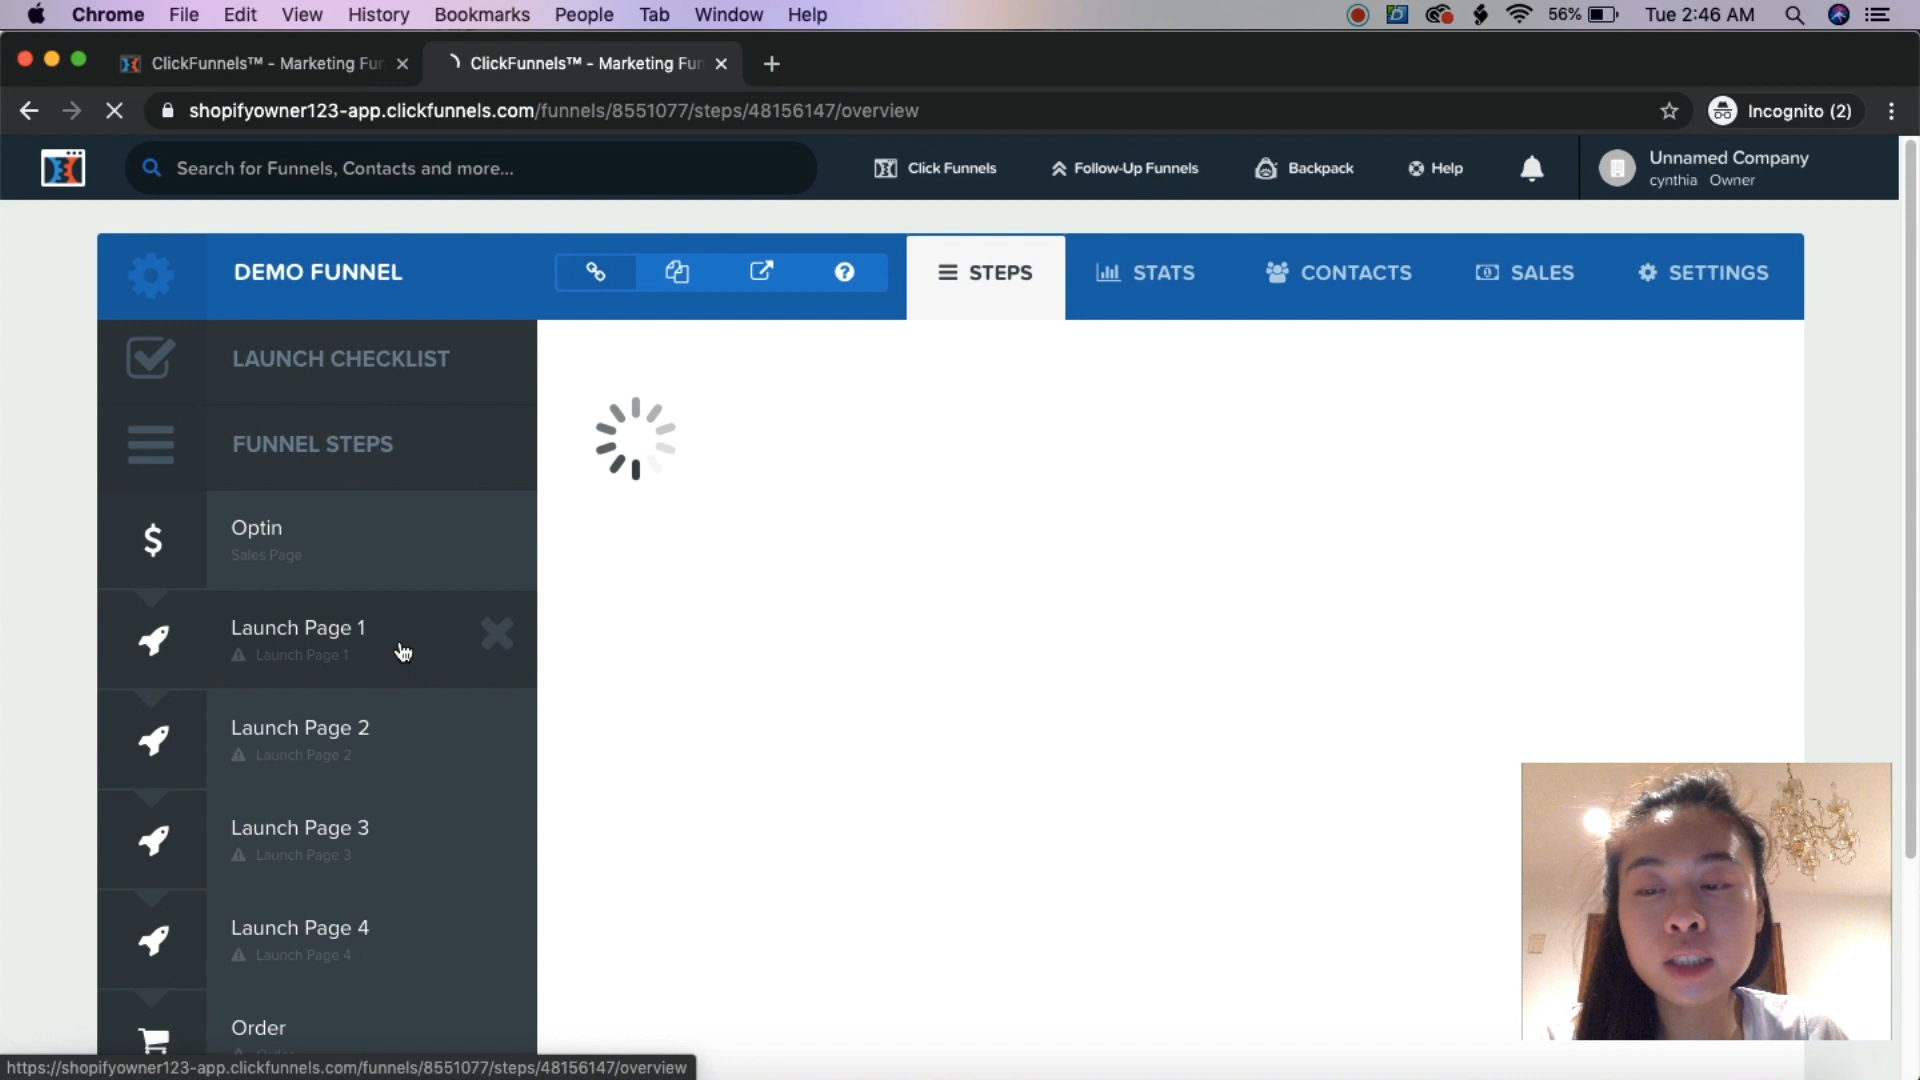 Chrome File Edit View History Bookmarks People Tab Window Help 56% Tue 2:46 AM
ClickFunnels™ - Marketing Fun ClickFunnels™ - Marketing Fun
shopifyowner123-app.clickfunnels.com/funnels/8551077/steps/48156147/overview Incognito (2)
Search for Funnels, Contacts and more... Click Funnels Follow-Up Funnels Backpack Help Unnamed Company
cynthia Owner
DEMO FUNNEL STEPS STATS CONTACTS SALES SETTINGS
LAUNCH CHECKLIST
FUNNEL STEPS
Optin
Sales Page
Launch Page 1
Launch Page 1
Launch Page 2
Launch Page 2
Launch Page 3
Launch Page 3
Launch Page 4
Launch Page 4
Order
https://shopifyowner123-app.clickfunnels.com/funnels/8551077/steps/48156147/overview